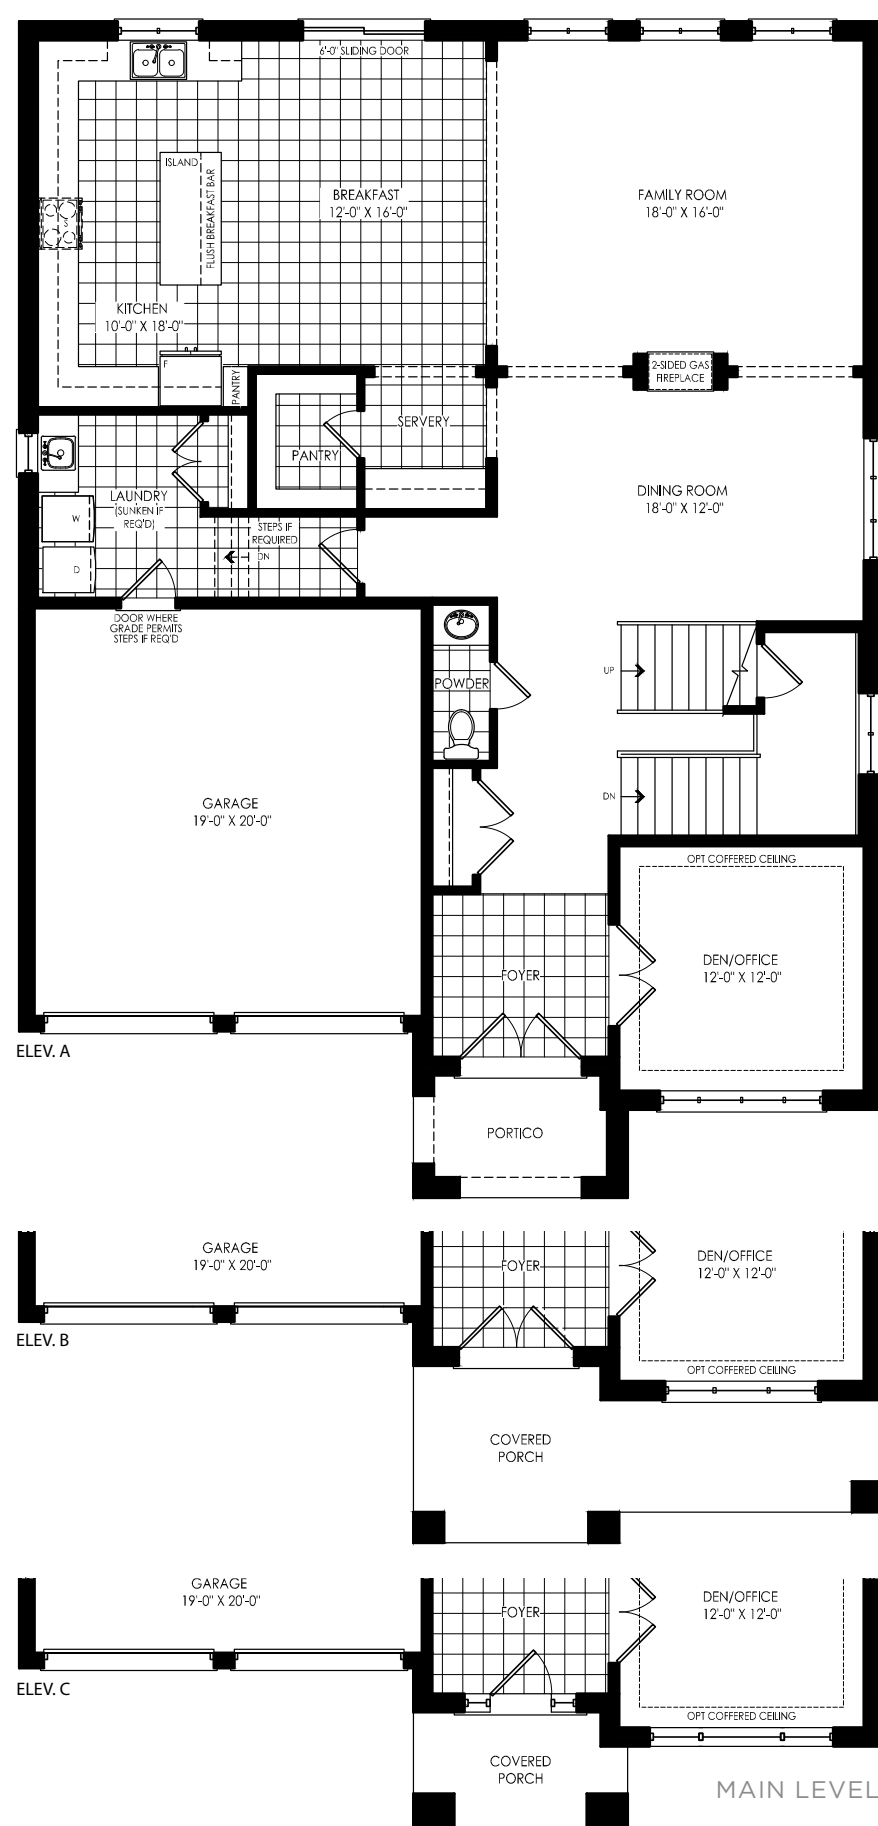 6'-0" SLIDING DOOR
ISLAND
FLUSH BREAKFAST BAR
BREAKFAST
12'-0" X 16'-0"
FAMILY ROOM
18'-0" X 16'-0"
S
KITCHEN
10'-0" X 18'-0"
F
PANTRY
2-SIDED GAS
FIREPLACE
SERVERY
PANTRY
LAUNDRY
(SUNKEN IF
REQ'D)
W
D
STEPS IF
REQUIRED
DN
DINING ROOM
18'-0" X 12'-0"
DOOR WHERE
GRADE PERMITS
STEPS IF REQ'D
POWDER
UP
DN
GARAGE
19'-0" X 20'-0"
OPT COFFERED CEILING
DEN/OFFICE
12'-0" X 12'-0"
FOYER
ELEV. A
PORTICO
GARAGE
19'-0" X 20'-0"
FOYER
DEN/OFFICE
12'-0" X 12'-0"
OPT COFFERED CEILING
ELEV. B
COVERED
PORCH
GARAGE
19'-0" X 20'-0"
FOYER
DEN/OFFICE
12'-0" X 12'-0"
OPT COFFERED CEILING
ELEV. C
COVERED
PORCH
MAIN LEVEL